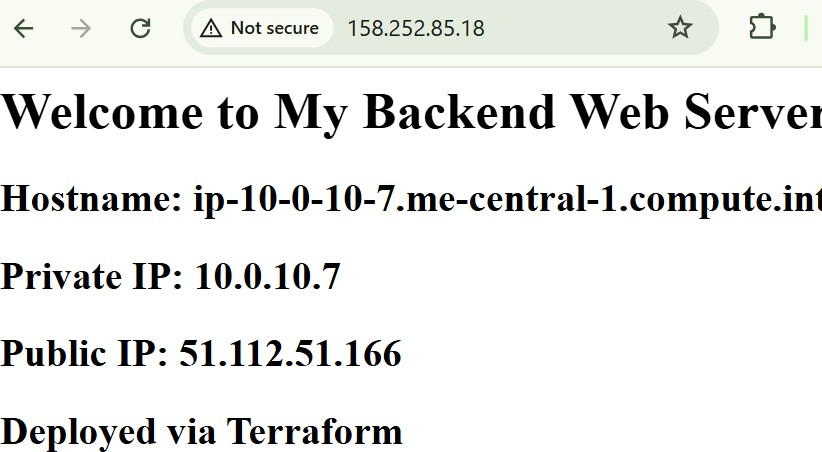 Not secure 158.252.85.18
Welcome to My Backend Web Server
Hostname: ip-10-0-10-7.me-central-1.compute.int
Private IP: 10.0.10.7
Public IP: 51.112.51.166
Deployed via Terraform